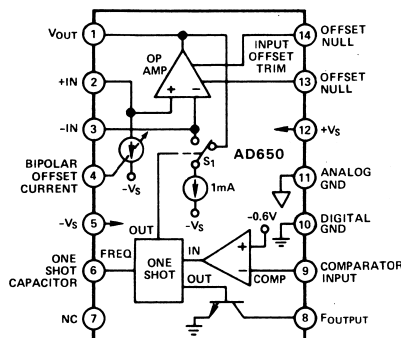 VOUT 1
+IN 2
-IN 3
BIPOLAR
OFFSET
CURRENT
4
-VS 5
ONE
SHOT
CAPACITOR
6
NC 7
OP
AMP
+ -
INPUT
OFFSET
TRIM
S1
AD650
1mA
-VS
-VS
-0.6V
OUT
FREQ
IN
ONE
SHOT
OUT
+
-
COMP
14 OFFSET
NULL
13 OFFSET
NULL
12 +VS
11 ANALOG
GND
10 DIGITAL
GND
9 COMPARATOR
INPUT
8 FOUTPUT